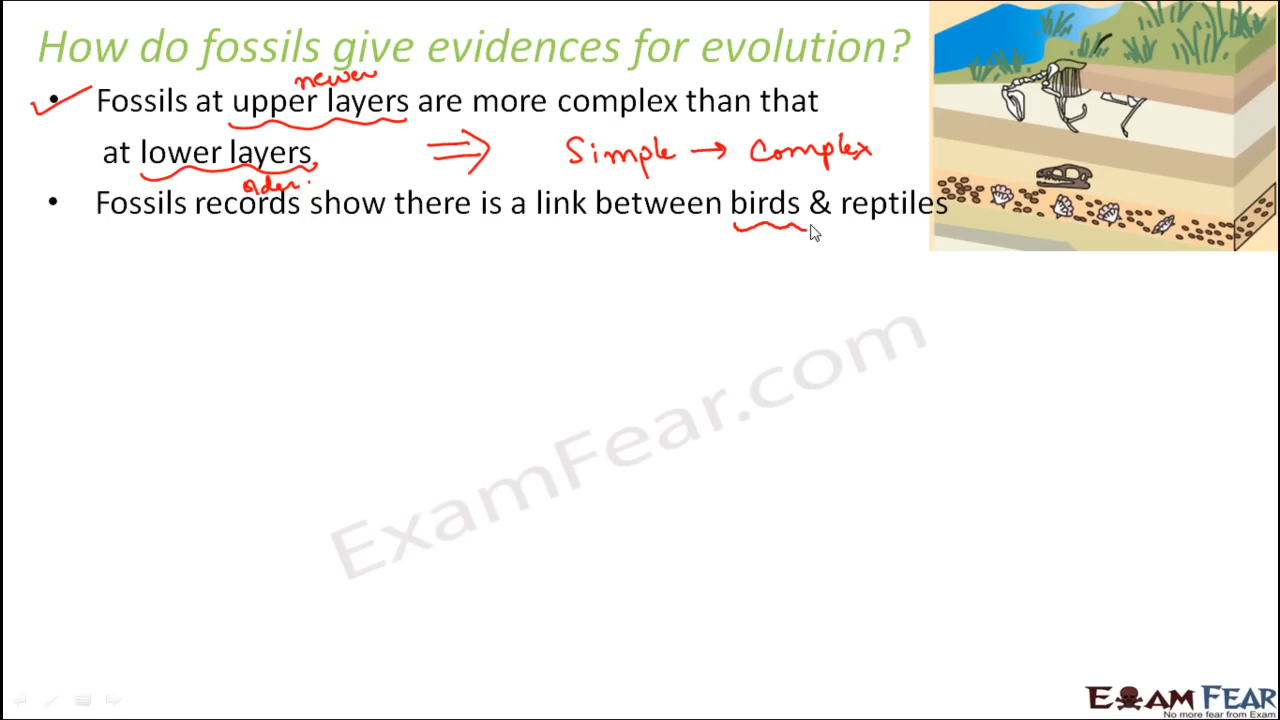 How do fossils give evidences for evolution?
newer
• Fossils at upper layers are more complex than that
at lower layers ⇒ Simple → Complex
older.
• Fossils records show there is a link between birds & reptiles
ExamFear.com
EXAM FEAR
No more fear from Exam